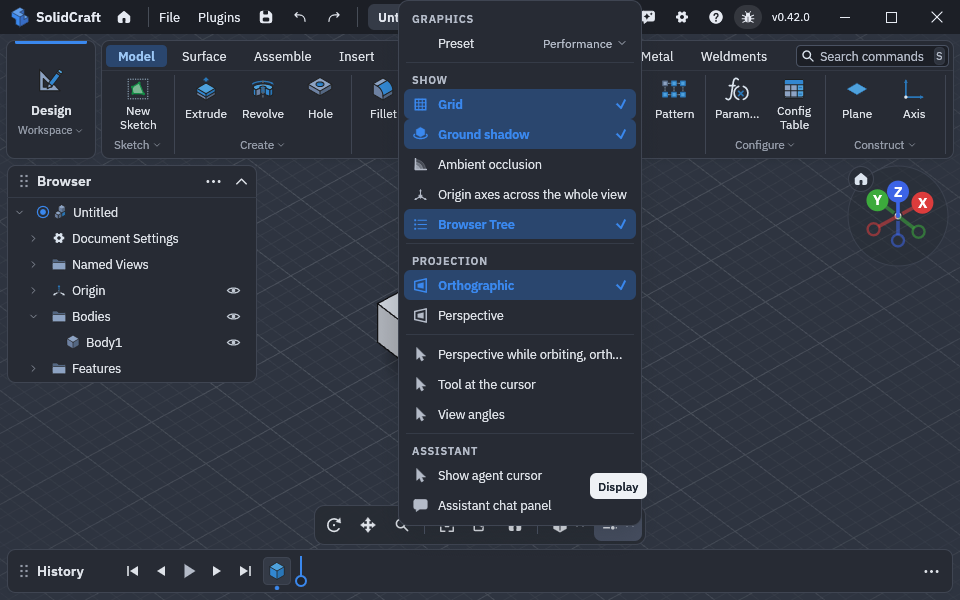 SolidCraft
File
Plugins
Unt
v0.42.0
Design
Workspace
Model
Surface
Assemble
Insert
Metal
Weldments
Search commands
S
New
Sketch
Extrude
Revolve
Hole
Fillet
Pattern
Param...
Config
Table
Plane
Axis
Sketch
Create
Configure
Construct
Browser
Untitled
Document Settings
Named Views
Origin
Bodies
Body1
Features
GRAPHICS
Preset
Performance
SHOW
Grid
Ground shadow
Ambient occlusion
Origin axes across the whole view
Browser Tree
PROJECTION
Orthographic
Perspective
Perspective while orbiting, orth...
Tool at the cursor
View angles
ASSISTANT
Show agent cursor
Assistant chat panel
Display
Z
Y
X
History